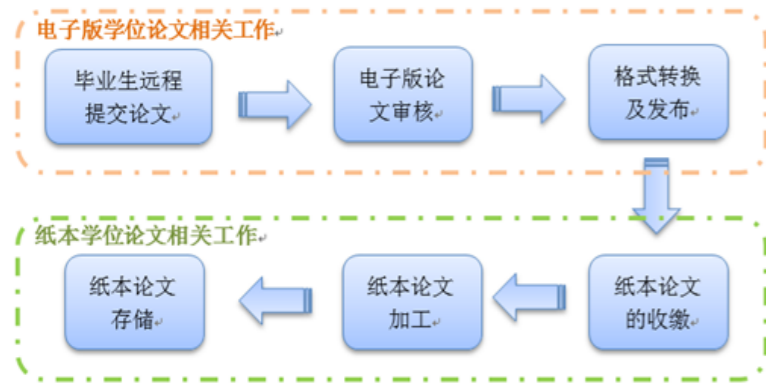 电子版学位论文相关工作
毕业生远程
提交论文
电子版论
文审核
格式转换
及发布
纸本学位论文相关工作
纸本论文
存储
纸本论文
加工
纸本论文
的收缴